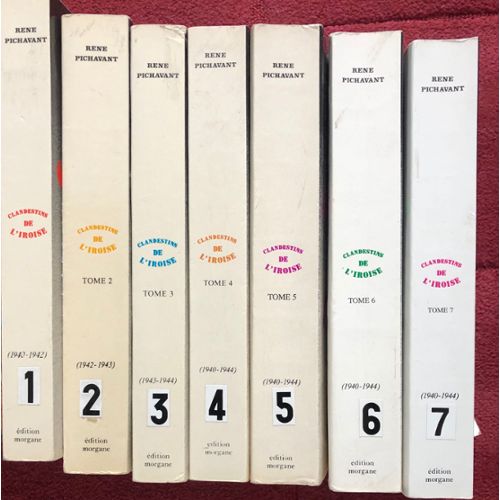 RENE
PICHAVANT
CLANDESTINS
DE
L'IROISE
(1940-1942)
1
édition
morgane
RENE
PICHAVANT
CLANDESTINS
DE
L'IROISE
TOME 2
(1942-1943)
2
édition
morgane
RENE
PICHAVANT
CLANDESTINS
DE
L'IROISE
TOME 3
(1943-1944)
3
édition
morgane
RENE
PICHAVANT
CLANDESTINS
DE
L'IROISE
TOME 4
(1940-1944)
4
édition
morgane
RENE
PICHAVANT
CLANDESTINS
DE
L'IROISE
TOME 5
(1940-1944)
5
édition
morgane
RENE
PICHAVANT
CLANDESTINS
DE
L'IROISE
TOME 6
(1940-1944)
6
édition
morgane
RENE
PICHAVANT
CLANDESTINS
DE
L'IROISE
TOME 7
(1940-1944)
7
édition
morgane